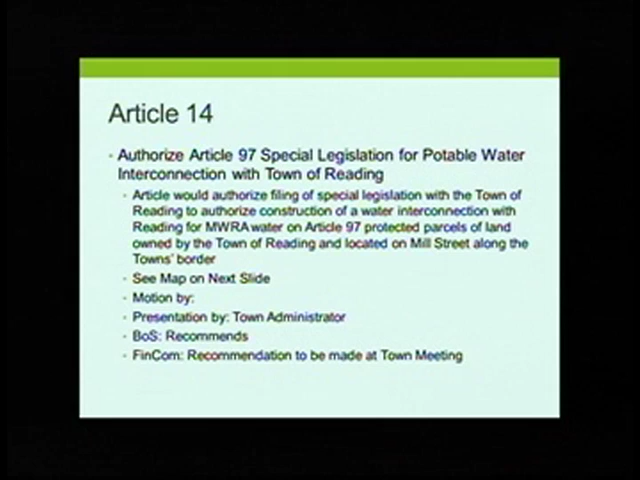 Article 14
Authorize Article 97 Special Legislation for Potable Water
Interconnection with Town of Reading
Article would authorize filing of special legislation with the Town of
Reading to authorize construction of a water interconnection with
Reading for MWRA water on Article 97 protected parcels of land
owned by the Town of Reading and located on Mill Street along the
Towns' border
See Map on Next Slide
Motion by:
Presentation by: Town Administrator
BoS: Recommends
FinCom: Recommendation to be made at Town Meeting